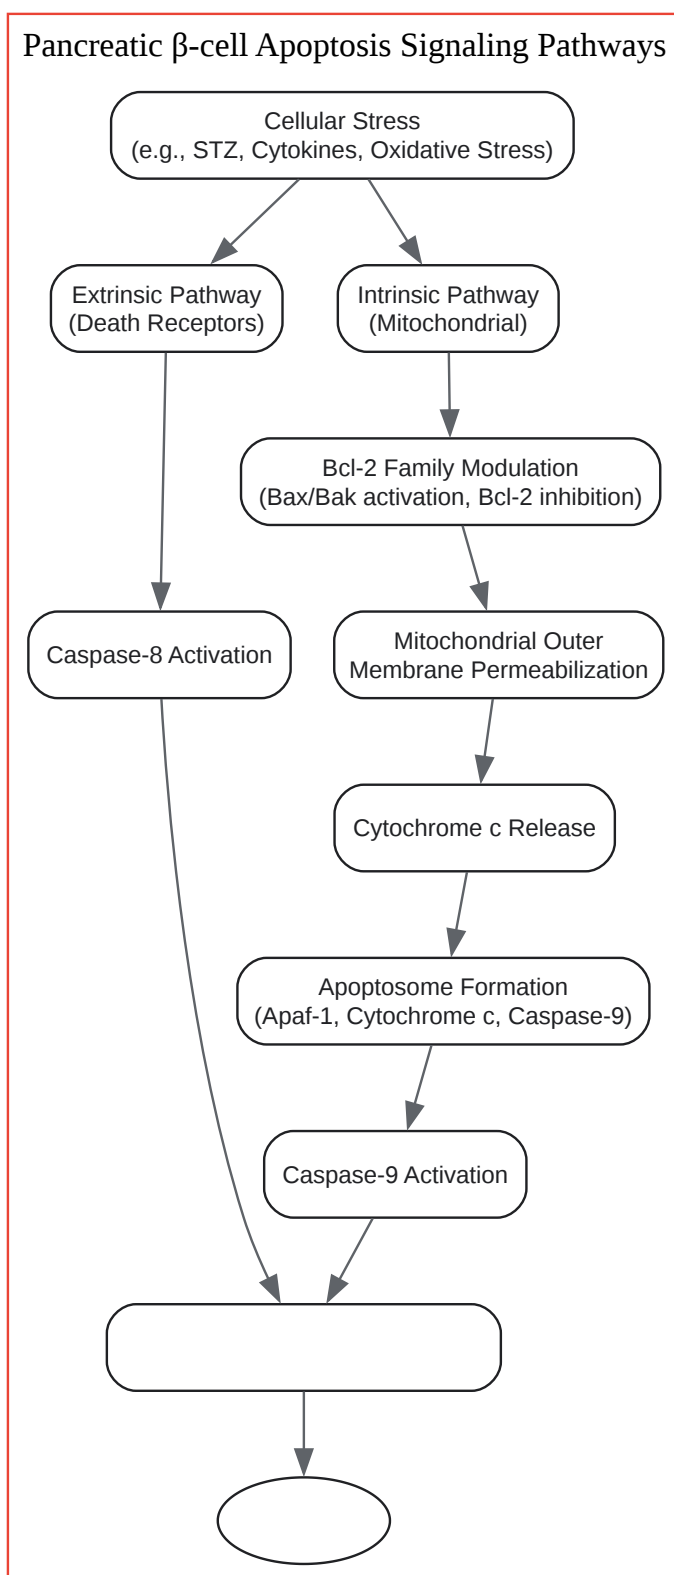 Pancreatic β-cell Apoptosis Signaling Pathways
Cellular Stress
(e.g., STZ, Cytokines, Oxidative Stress)
Extrinsic Pathway
(Death Receptors)
Intrinsic Pathway
(Mitochondrial)
Bcl-2 Family Modulation
(Bax/Bak activation, Bcl-2 inhibition)
Caspase-8 Activation
Mitochondrial Outer
Membrane Permeabilization
Cytochrome c Release
Apoptosome Formation
(Apaf-1, Cytochrome c, Caspase-9)
Caspase-9 Activation